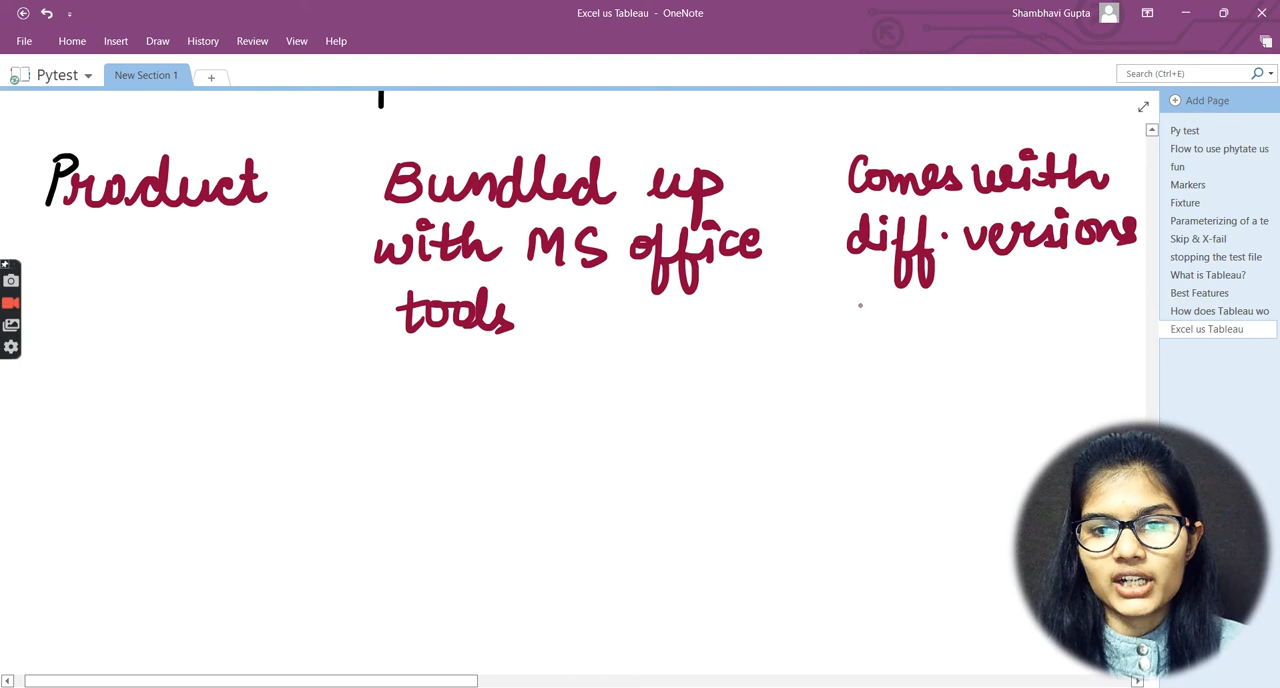 Excel us Tableau - OneNote
Shambhavi Gupta
File Home Insert Draw History Review View Help
Pytest
New Section 1
+
Search (Ctrl+E)
Add Page
Py test
Flow to use phytate us
fun
Markers
Fixture
Parameterizing of a te
Skip & X-fail
stopping the test file
What is Tableau?
Best Features
How does Tableau wo
Excel us Tableau
Product
Bundled up
with MS office
tools
Comes with
diff. versions